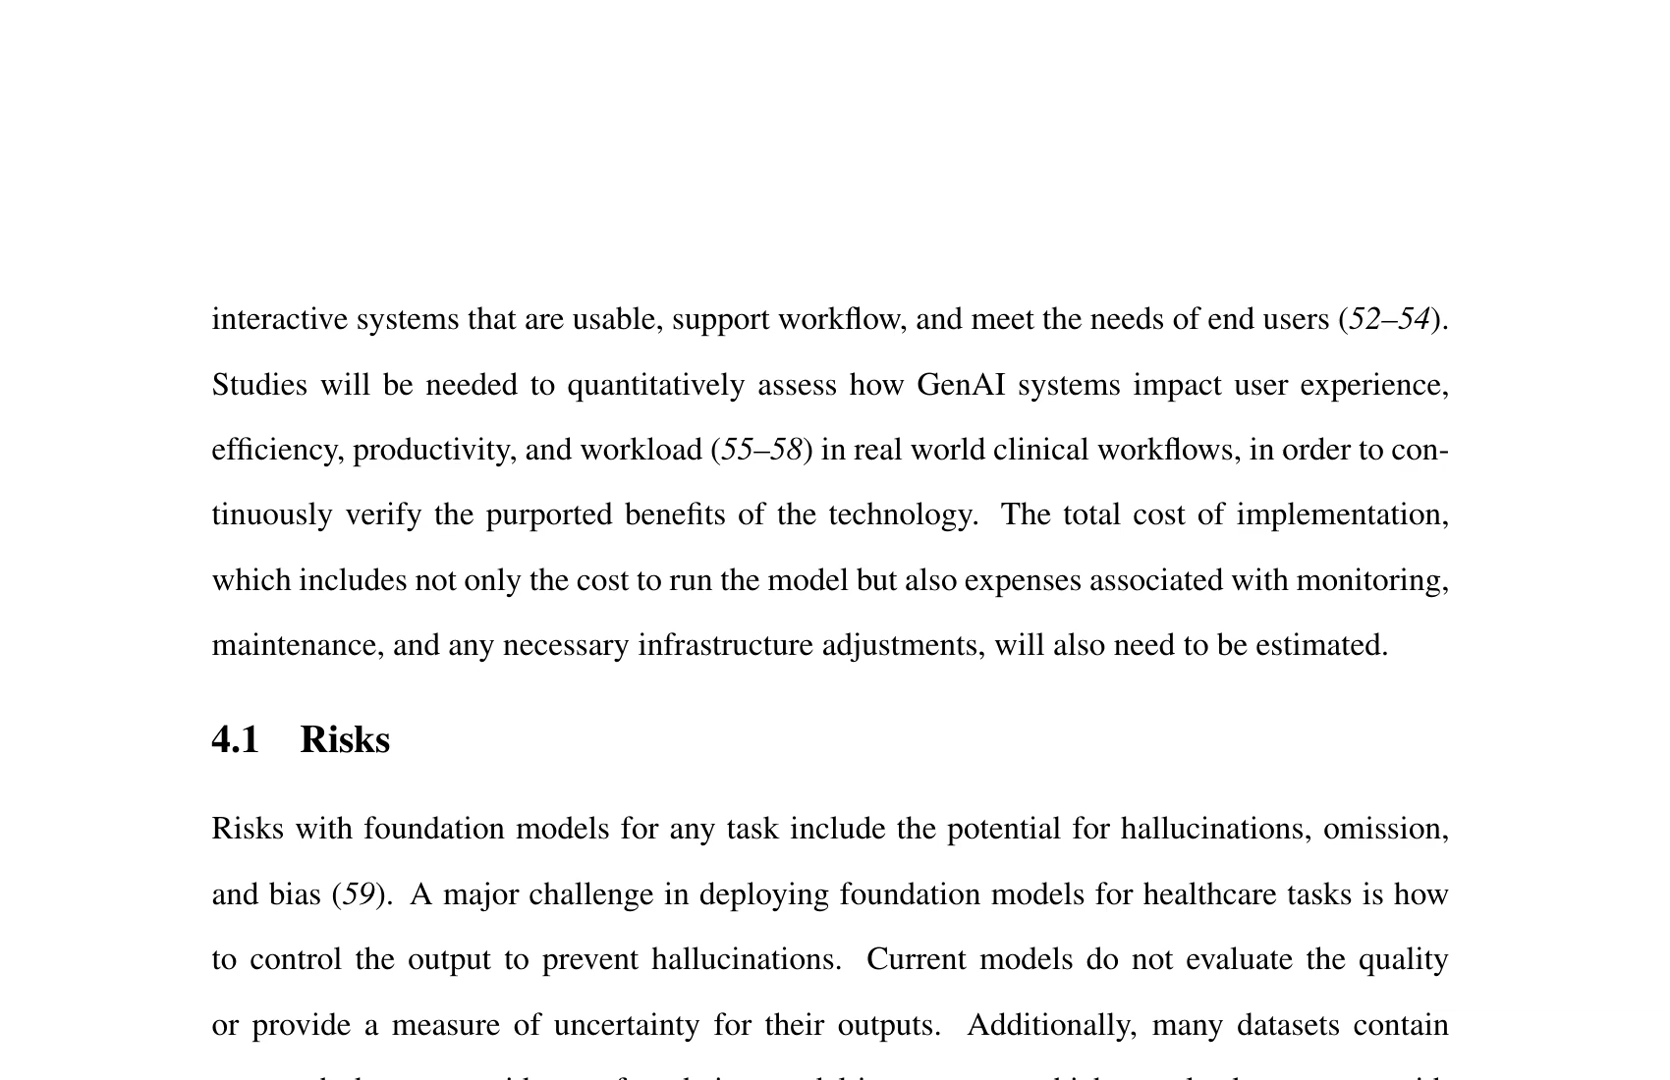 interactive systems that are usable, support workflow, and meet the needs of end users (52–54).
Studies will be needed to quantitatively assess how GenAI systems impact user experience,
efficiency, productivity, and workload (55–58) in real world clinical workflows, in order to con-
tinuously verify the purported benefits of the technology. The total cost of implementation,
which includes not only the cost to run the model but also expenses associated with monitoring,
maintenance, and any necessary infrastructure adjustments, will also need to be estimated.
4.1 Risks
Risks with foundation models for any task include the potential for hallucinations, omission,
and bias (59). A major challenge in deploying foundation models for healthcare tasks is how
to control the output to prevent hallucinations. Current models do not evaluate the quality
or provide a measure of uncertainty for their outputs. Additionally, many datasets contain